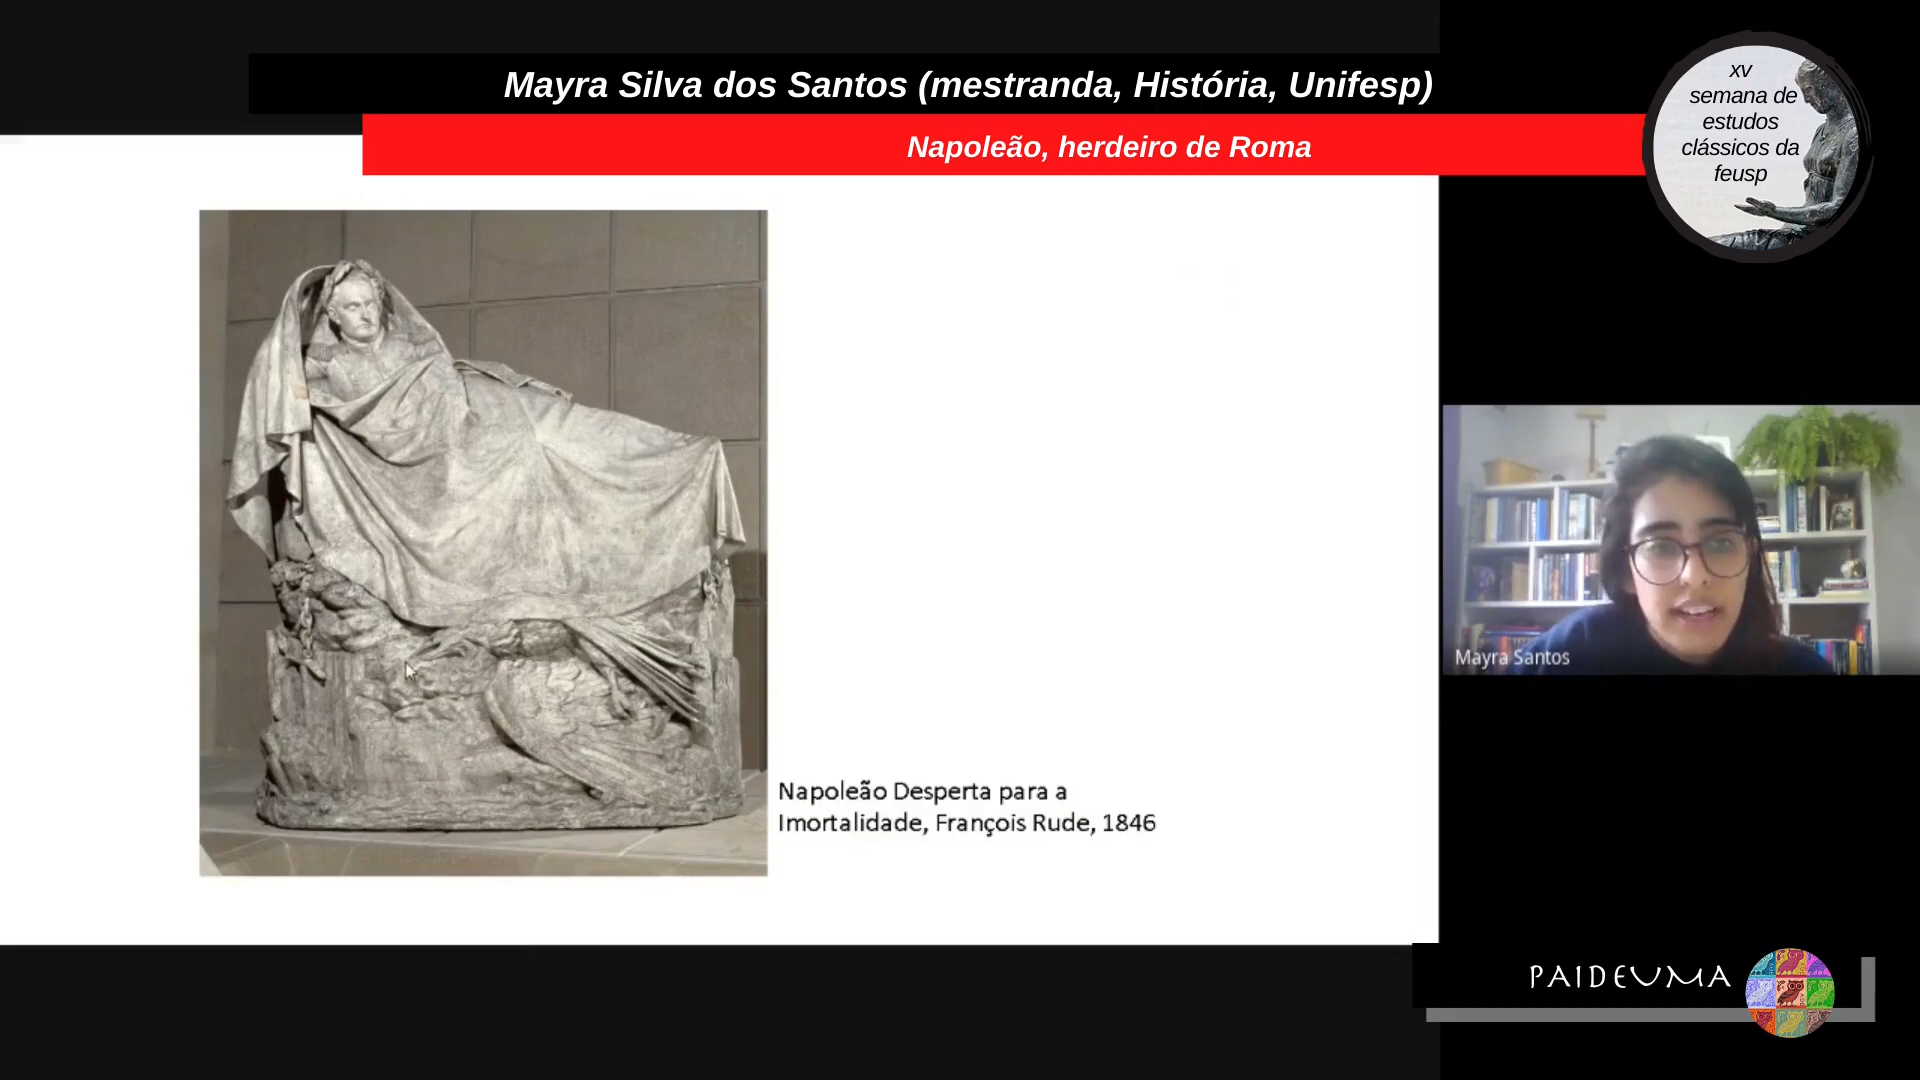 Mayra Silva dos Santos (mestranda, História, Unifesp)
Napoleão, herdeiro de Roma
xv
semana de
estudos
clássicos da
feusp
Napoleão Desperta para a
Imortalidade, François Rude, 1846
Mayra Santos
PAIDEUMA